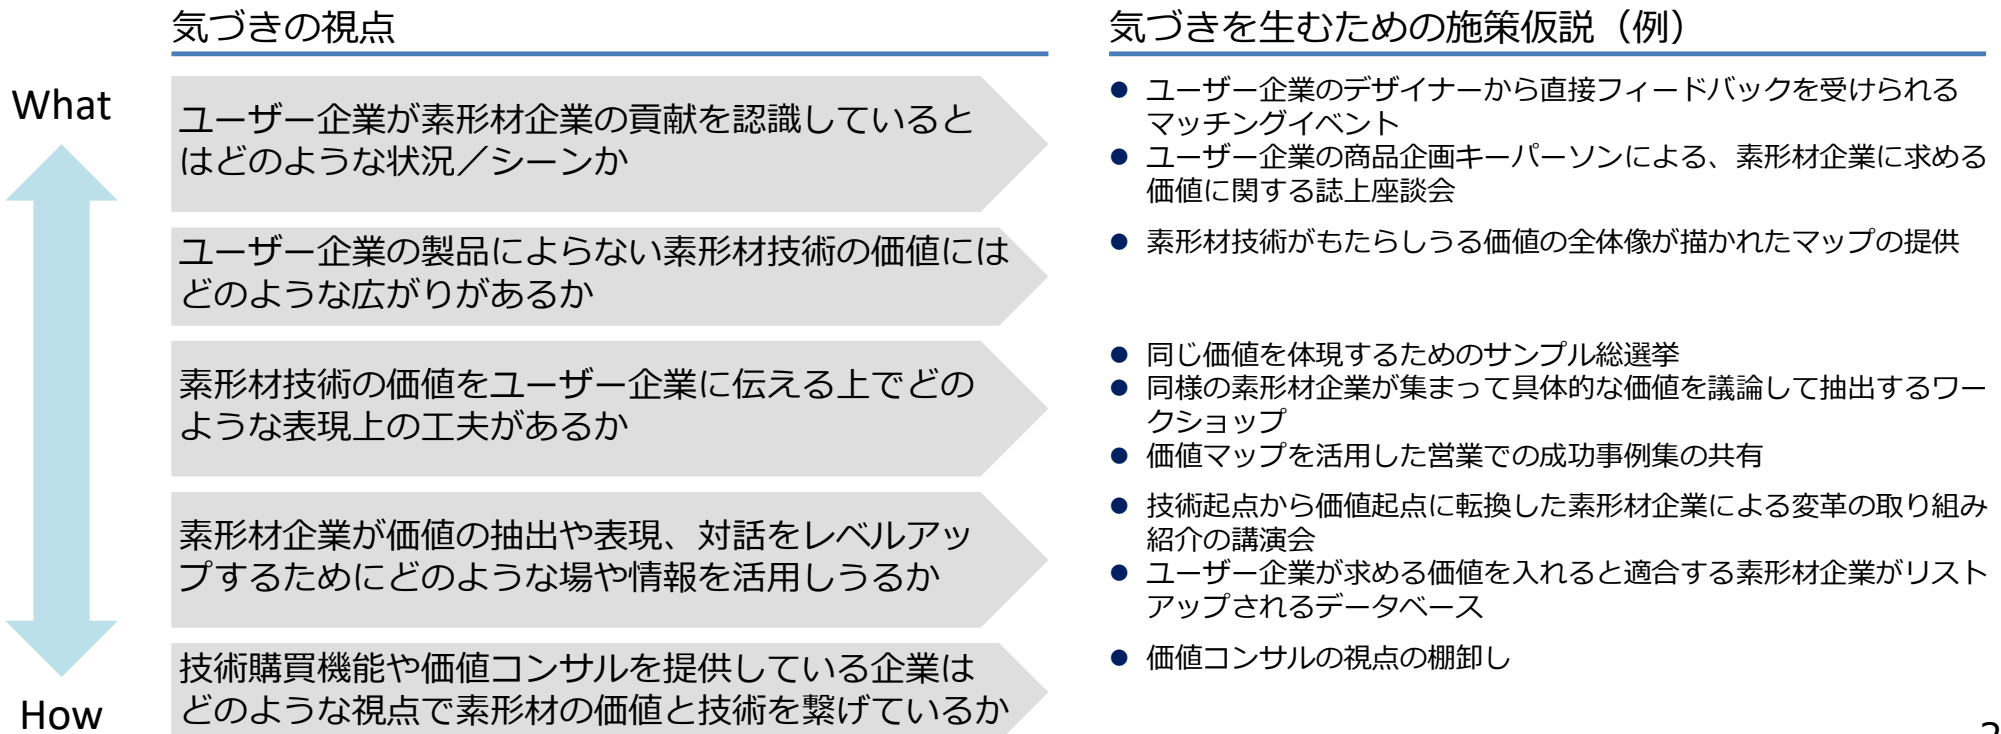 気づきの視点
気づきを生むための施策仮説（例）
What
ユーザー企業が素形材企業の貢献を認識していると
はどのような状況／シーンか
● ユーザー企業のデザイナーから直接フィードバックを受けられる
マッチングイベント
● ユーザー企業の商品企画キーパーソンによる、素形材企業に求める
価値に関する誌上座談会
ユーザー企業の製品によらない素形材技術の価値には
どのような広がりがあるか
● 素形材技術がもたらしうる価値の全体像が描かれたマップの提供
素形材技術の価値をユーザー企業に伝える上でどの
ような表現上の工夫があるか
● 同じ価値を体現するためのサンプル総選挙
● 同様の素形材企業が集まって具体的な価値を議論して抽出するワー
クショップ
● 価値マップを活用した営業での成功事例集の共有
素形材企業が価値の抽出や表現、対話をレベルアッ
プするためにどのような場や情報を活用しうるか
● 技術起点から価値起点に転換した素形材企業による変革の取り組み
紹介の講演会
● ユーザー企業が求める価値を入れると適合する素形材企業がリスト
アップされるデータベース
技術購買機能や価値コンサルを提供している企業は
どのような視点で素形材の価値と技術を繋げているか
● 価値コンサルの視点の棚卸し
How